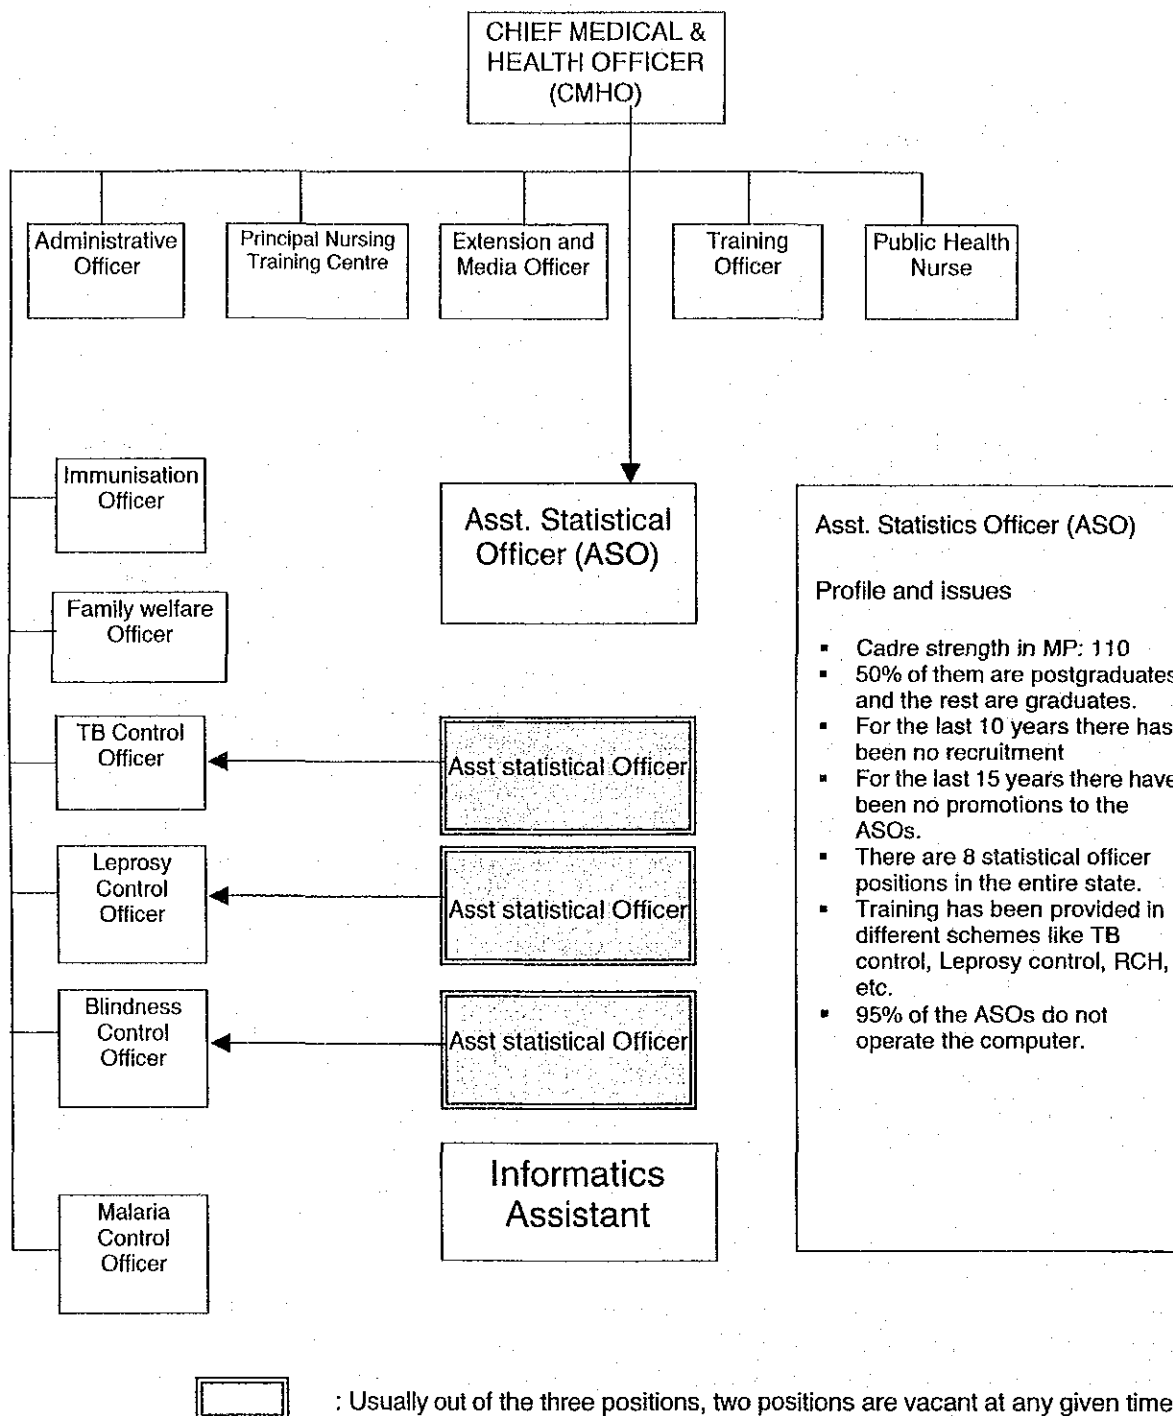 CHIEF MEDICAL &
HEALTH OFFICER
(CMHO)
Administrative
Officer
Principal Nursing
Training Centre
Extension and
Media Officer
Training
Officer
Public Health
Nurse
Immunisation
Officer
Family welfare
Officer
TB Control
Officer
Leprosy
Control
Officer
Blindness
Control
Officer
Malaria
Control
Officer
Asst. Statistical
Officer (ASO)
Asst statistical Officer
Asst statistical Officer
Asst statistical Officer
Informatics
Assistant
Asst. Statistics Officer (ASO)
Profile and issues
▪ Cadre strength in MP: 110
▪ 50% of them are postgraduates
and the rest are graduates.
▪ For the last 10 years there has
been no recruitment
▪ For the last 15 years there have
been no promotions to the
ASOs.
▪ There are 8 statistical officer
positions in the entire state.
▪ Training has been provided in
different schemes like TB
control, Leprosy control, RCH,
etc.
▪ 95% of the ASOs do not
operate the computer.
: Usually out of the three positions, two positions are vacant at any given time